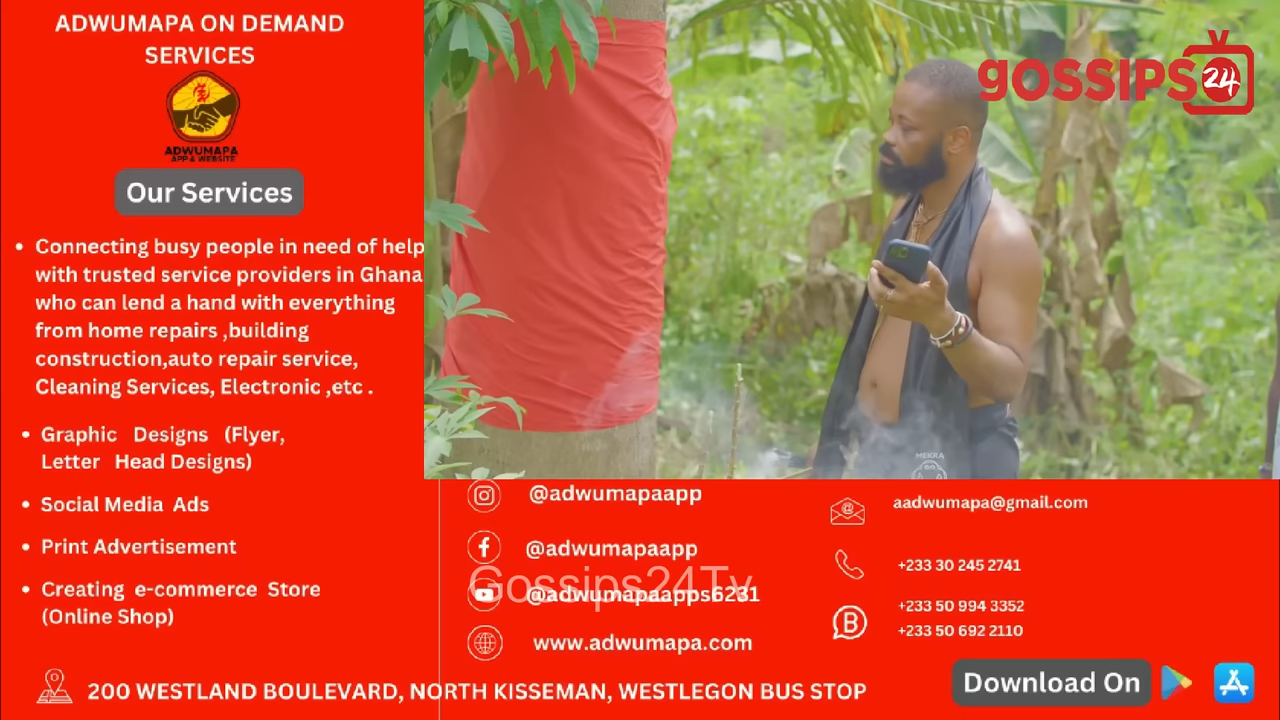 ADWUMAPA ON DEMAND
SERVICES
ADWUMAPA
APP & WEBSITE
Our Services
• Connecting busy people in need of help
with trusted service providers in Ghana
who can lend a hand with everything
from home repairs ,building
construction,auto repair service,
Cleaning Services, Electronic ,etc .
• Graphic Designs (Flyer,
Letter Head Designs)
• Social Media Ads
• Print Advertisement
• Creating e-commerce Store
(Online Shop)
gOSSIPS 24
MEKRA
@adwumapaapp
@adwumapaapp
Gossips24Tv
@adwumapaapps6231
www.adwumapa.com
aadwumapa@gmail.com
+233 30 245 2741
+233 50 994 3352
+233 50 692 2110
200 WESTLAND BOULEVARD, NORTH KISSEMAN, WESTLEGON BUS STOP
Download On